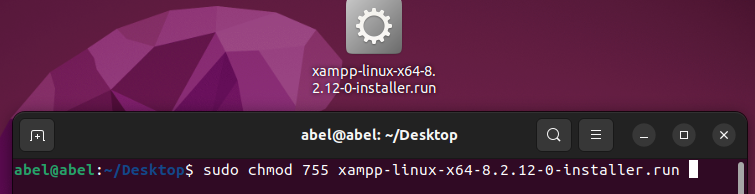 xampp-linux-x64-8.
2.12-0-installer.run
abel@abel: ~/Desktop
abel@abel:~/Desktop$ sudo chmod 755 xampp-linux-x64-8.2.12-0-installer.run